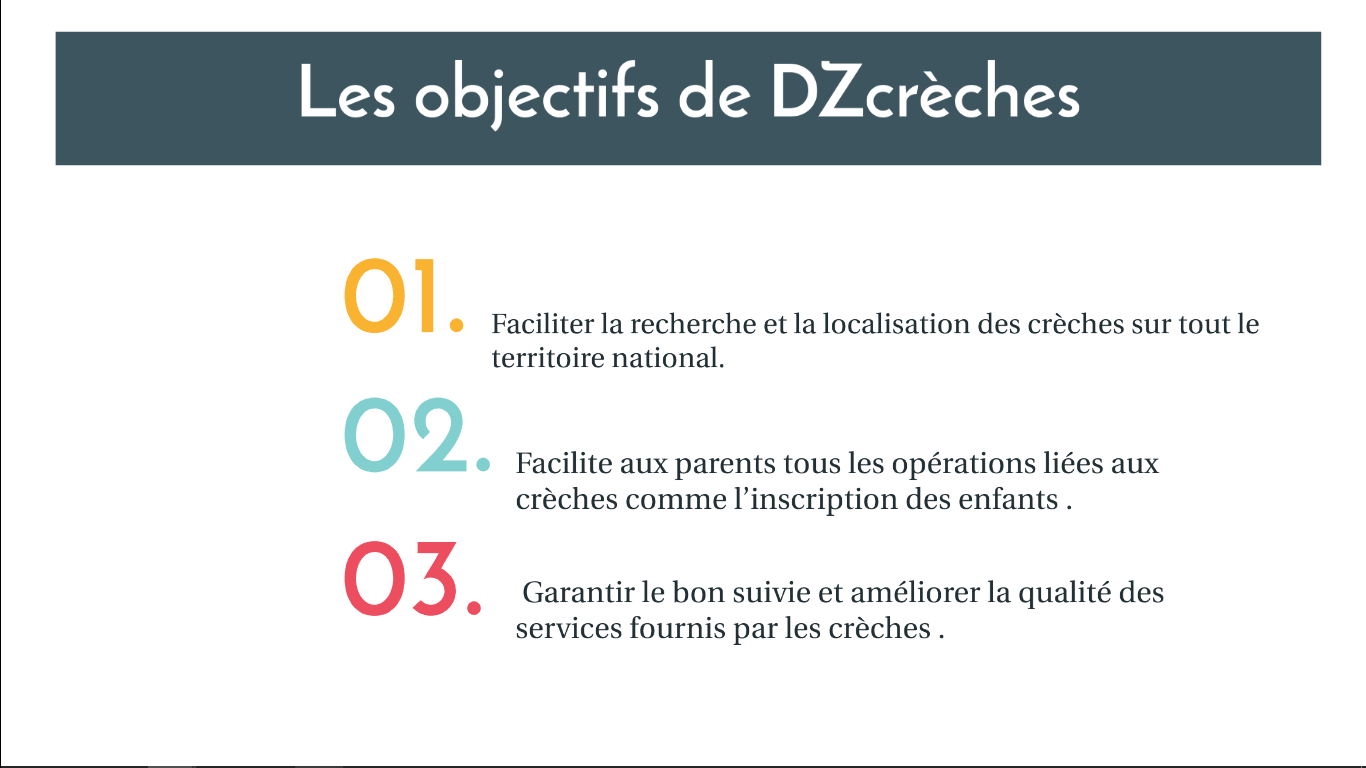 Les objectifs de DZcrèches
01.
Faciliter la recherche et la localisation des crèches sur tout le
territoire national.
02.
Facilite aux parents tous les opérations liées aux
crèches comme l’inscription des enfants .
03.
Garantir le bon suivie et améliorer la qualité des
services fournis par les crèches .